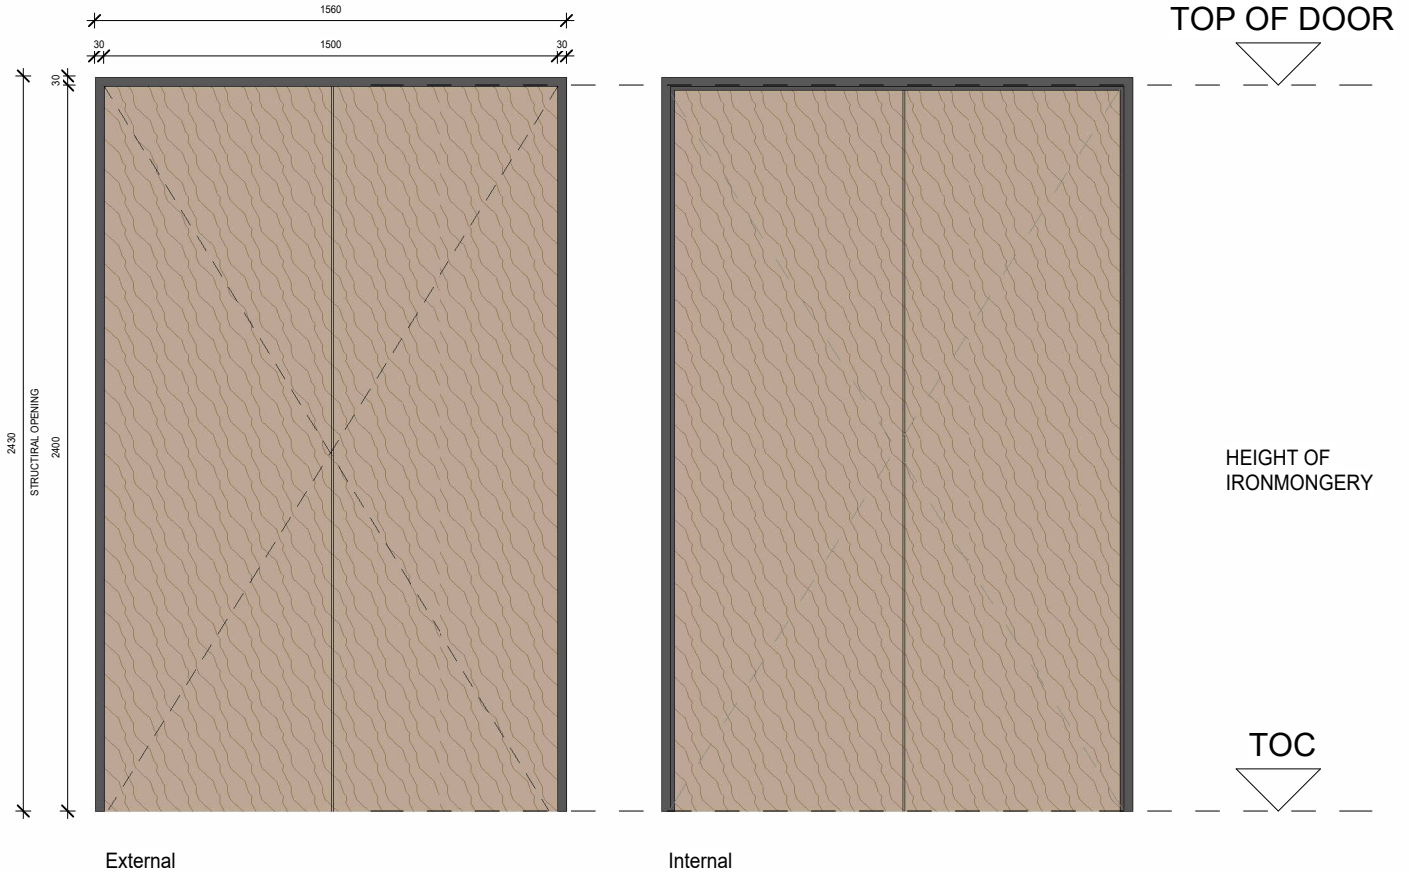 1560
TOP OF DOOR
30
1500
30
30
2430
STRUCTIRAL OPENING
2400
HEIGHT OF
IRONMONGERY
TOC
External
Internal